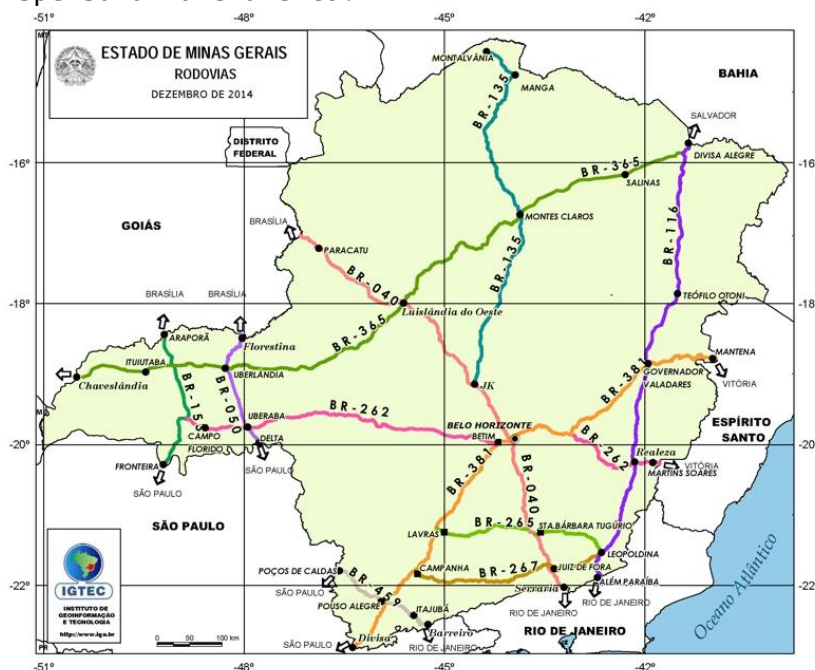 -51°
-48°
-45°
-42°
ESTADO DE MINAS GERAIS
RODOVIAS
DEZEMBRO DE 2014
MONTALVÂNIA
MANGA
BAHIA
BR-135
SALVADOR
DISTRITO
FEDERAL
-16°
-16
DIVISA ALEGRE
BR-365
SALINAS
GOIÁS
BRASÍLIA
MONTES CLAROS
BR-116
PARACATU
BR-135
BR-040
BRASÍLIA
BRASÍLIA
TEÓFILO OTONI
-18°
-18
Luislândia do Oeste
ARAPORÃ
Florestina
BR-365
MANTENA
ITUIUTABA
UBERLÂNDIA
BR-381
GOVERNADOR
VALADARES
Chaveslândia
JK
VITÓRIA
BR-153
BR-050
UBERABA
BR-262
BELO HORIZONTE
ESPÍRITO
SANTO
CAMPO
FLORIDO
DELTA
BETIM
-20°
-20
BR-262
Realeza
FRONTEIRA
SÃO PAULO
BR-381
BR-040
VITÓRIA
MARTINS SOARES
SÃO PAULO
SÃO PAULO
LAVRAS
BR-265
STA.BÁRBARA TUGÚRIO
LEOPOLDINA
IGTEC
INSTITUTO DE
GEOINFORMAÇÃO
E TECNOLOGIA
http://www.iga.br
POÇOS DE CALDAS
CAMPANHA
BR-267
JUIZ DE FORA
-22°
-22
SÃO PAULO
BR-459
Serraria
ALÉM PARAÍBA
POUSO ALEGRE
ITAJUBÁ
RIO DE JANEIRO
RIO DE JANEIRO
Oceano Atlântico
0
100 km
Divisa
Barreiro
RIO DE JANEIRO
SÃO PAULO
RIO DE JANEIRO
PR
-51°
-48°
-45°
-42°